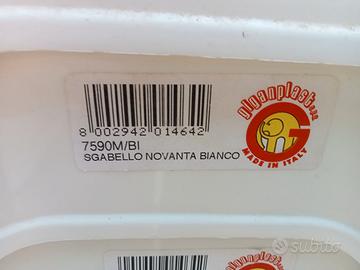 8 002942 014642
7590M/BI
SGABELLO NOVANTA BIANCO
giganplast
MADE IN ITALY
subito